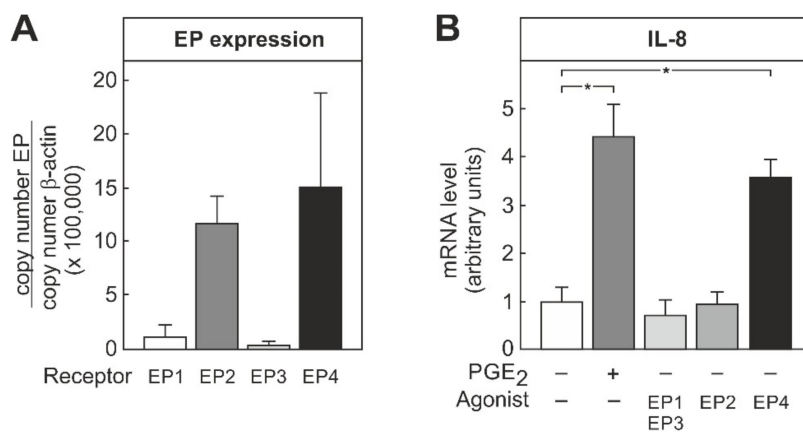 A
EP expression
copy number EP
copy numer β-actin
(x 100,000)
20
20
15
10
5
0
Receptor EP1 EP2 EP3 EP4
B
IL-8
* *
mRNA level
(arbitrary units)
5
4
3
2
1
0
PGE2 – + – – –
Agonist – – EP1 EP2 EP4
EP3